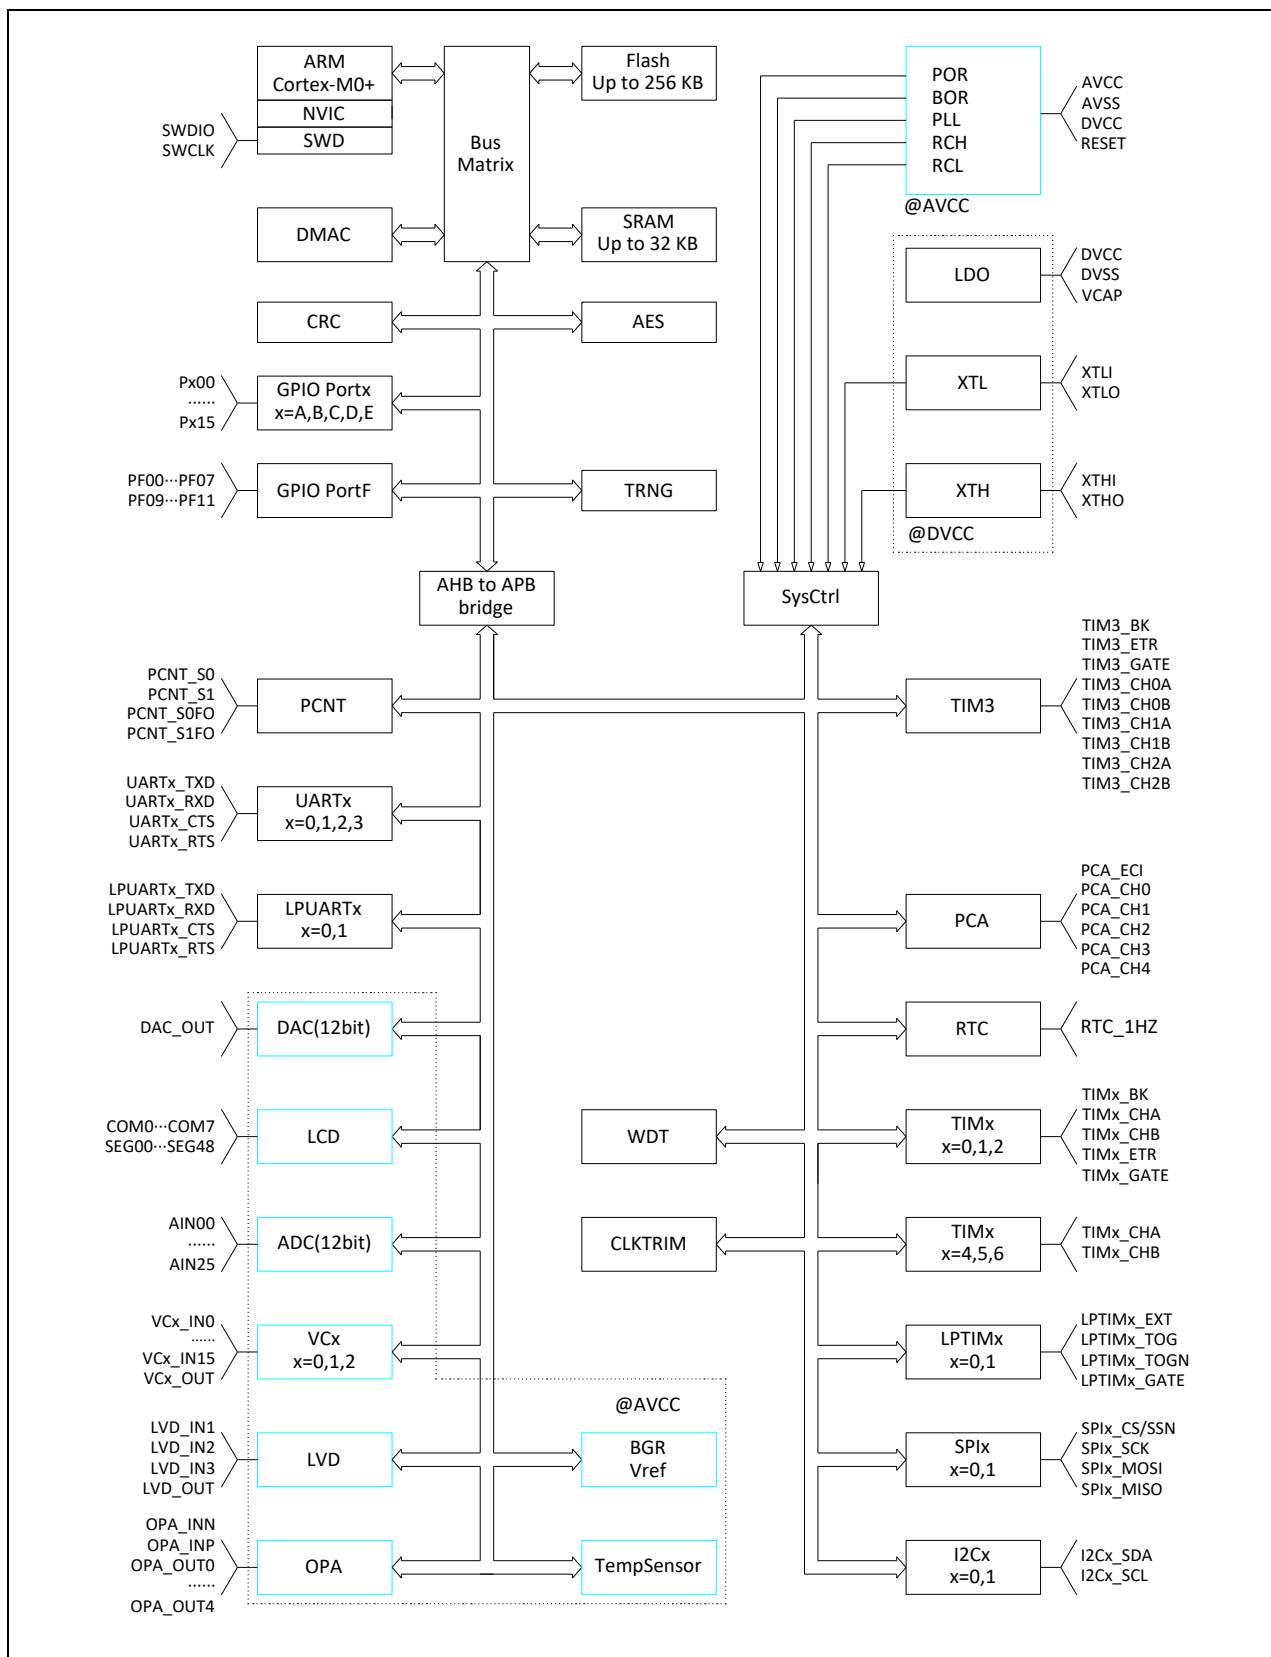 ARM
Cortex-M0+
NVIC
SWD
SWDIO
SWCLK
Bus
Matrix
Flash
Up to 256 KB
DMAC
SRAM
Up to 32 KB
POR
BOR
PLL
RCH
RCL
@AVCC
AVCC
AVSS
DVCC
RESET
LDO
DVCC
DVSS
VCAP
XTL
XTLI
XTLO
XTH
XTHI
XTHO
@DVCC
CRC
AES
Px00
......
Px15
GPIO Portx
x=A,B,C,D,E
PF00···PF07
PF09···PF11
GPIO PortF
TRNG
AHB to APB
bridge
SysCtrl
PCNT_S0
PCNT_S1
PCNT_S0FO
PCNT_S1FO
PCNT
TIM3
TIM3_BK
TIM3_ETR
TIM3_GATE
TIM3_CH0A
TIM3_CH0B
TIM3_CH1A
TIM3_CH1B
TIM3_CH2A
TIM3_CH2B
UARTx_TXD
UARTx_RXD
UARTx_CTS
UARTx_RTS
UARTx
x=0,1,2,3
LPUARTx_TXD
LPUARTx_RXD
LPUARTx_CTS
LPUARTx_RTS
LPUARTx
x=0,1
PCA
PCA_ECI
PCA_CH0
PCA_CH1
PCA_CH2
PCA_CH3
PCA_CH4
DAC_OUT
DAC(12bit)
RTC
RTC_1HZ
COM0···COM7
SEG00···SEG48
LCD
WDT
TIMx
x=0,1,2
TIMx_BK
TIMx_CHA
TIMx_CHB
TIMx_ETR
TIMx_GATE
AIN00
......
AIN25
ADC(12bit)
CLKTRIM
TIMx
x=4,5,6
TIMx_CHA
TIMx_CHB
VCx_IN0
......
VCx_IN15
VCx_OUT
VCx
x=0,1,2
LPTIMx
x=0,1
LPTIMx_EXT
LPTIMx_TOG
LPTIMx_TOGN
LPTIMx_GATE
@AVCC
LVD_IN1
LVD_IN2
LVD_IN3
LVD_OUT
LVD
BGR
Vref
SPIx
x=0,1
SPIx_CS/SSN
SPIx_SCK
SPIx_MOSI
SPIx_MISO
OPA_INN
OPA_INP
OPA_OUT0
......
OPA_OUT4
OPA
TempSensor
I2Cx
x=0,1
I2Cx_SDA
I2Cx_SCL